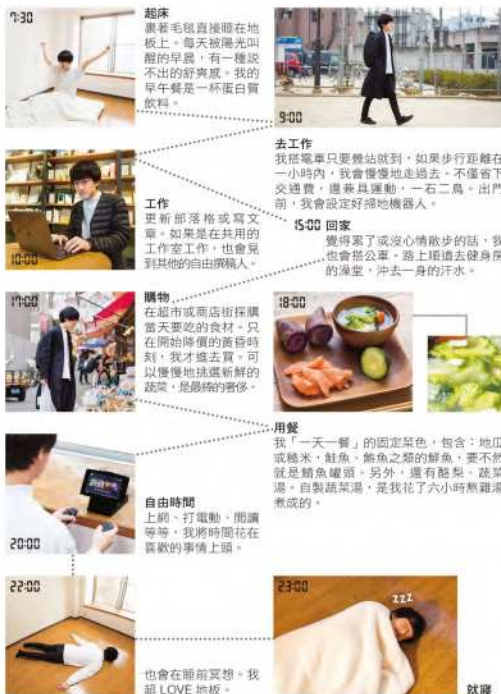 7:30
起床
裹著毛毯直接睡在地
板上。每天被陽光叫
醒的早晨，有一種說
不出的舒爽感。我的
早午餐是一杯蛋白質
飲料。
9:00
去工作
我搭電車只要幾站就到，如果步行距離在
一小時內，我會慢慢地走過去。不僅省下
交通費，還兼具運動，一石二鳥。出門
前，我會設定好掃地機器人。
10:00
工作
更新部落格或寫文
章。如果是在共用的
工作室工作，也會見
到其他的自由撰稿人。
15:00 回家
覺得累了或沒心情散步的話，我
也會搭公車。路上順道去健身房
的澡堂，沖去一身的汗水。
17:00
購物
在超市或商店街採購
當天要吃的食材。只
在開始降價的黃昏時
刻，我才進去買。可
以慢慢地挑選新鮮的
蔬菜，是最棒的奢侈。
18:00
用餐
我「一天一餐」的固定菜色，包含：地瓜
或糙米，鮭魚、鮪魚之類的鮮魚，要不然
就是鯖魚罐頭。另外，還有酪梨、蔬菜
湯。自製蔬菜湯，是我花了六小時熬雞湯
煮成的。
20:00
自由時間
上網、打電動、閱讀
等等，我將時間花在
喜歡的事情上頭。
22:00
也會在睡前冥想。我
超 LOVE 地板。
23:00
zzz
就寢